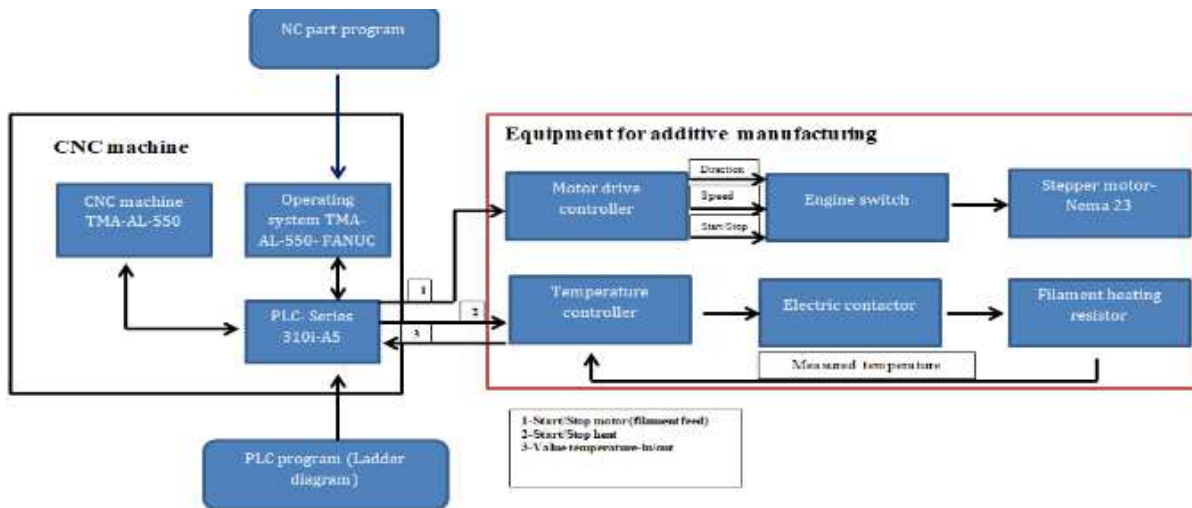 NC part program
CNC machine
CNC machine
TMA-AL-550
Operating
system TMA-
AL-550- FANUC
PLC- Series
310i-A5
PLC program (Ladder
diagram)
1
2
3
Equipment for additive manufacturing
Motor drive
controller
Direction
Speed
Start/Stop
Engine switch
Stepper motor-
Nema 23
Temperature
controller
Electric contactor
Filament heating
resistor
Measured temperature
1-Start/Stop motor(filament feed)
2-Start/Stop heat
3-Value temperature-in/out